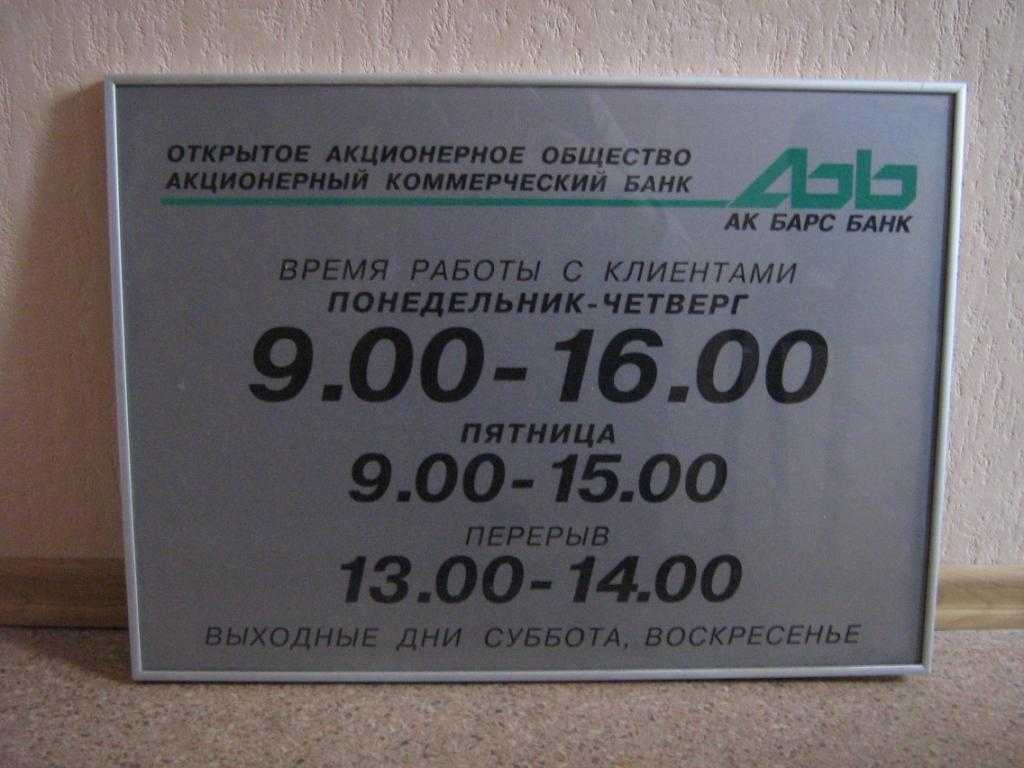 ОТКРЫТОЕ АКЦИОНЕРНОЕ ОБЩЕСТВО
АКЦИОНЕРНЫЙ КОММЕРЧЕСКИЙ БАНК
Абб
АК БАРС БАНК
ВРЕМЯ РАБОТЫ С КЛИЕНТАМИ
ПОНЕДЕЛЬНИК-ЧЕТВЕРГ
9.00-16.00
ПЯТНИЦА
9.00-15.00
ПЕРЕРЫВ
13.00-14.00
ВЫХОДНЫЕ ДНИ СУББОТА, ВОСКРЕСЕНЬЕ